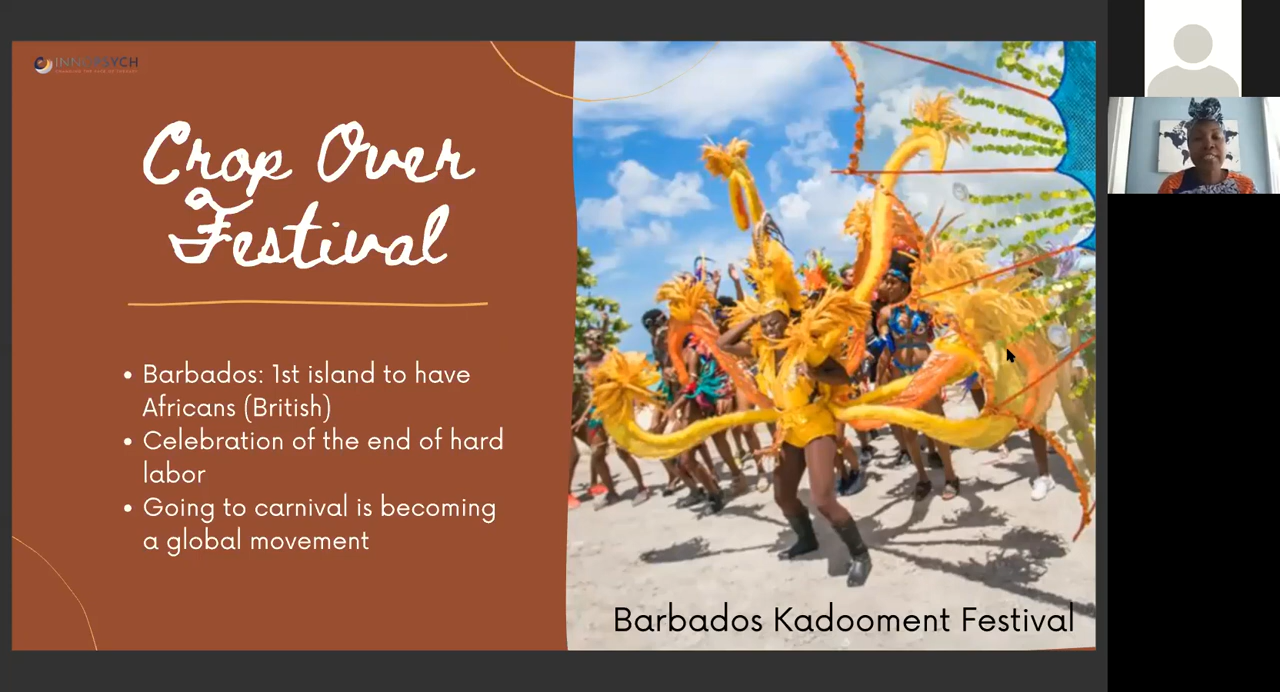 INNOPSYCH
Crop Over
Festival
• Barbados: 1st island to have
Africans (British)
• Celebration of the end of hard
labor
• Going to carnival is becoming
a global movement
Barbados Kadooment Festival